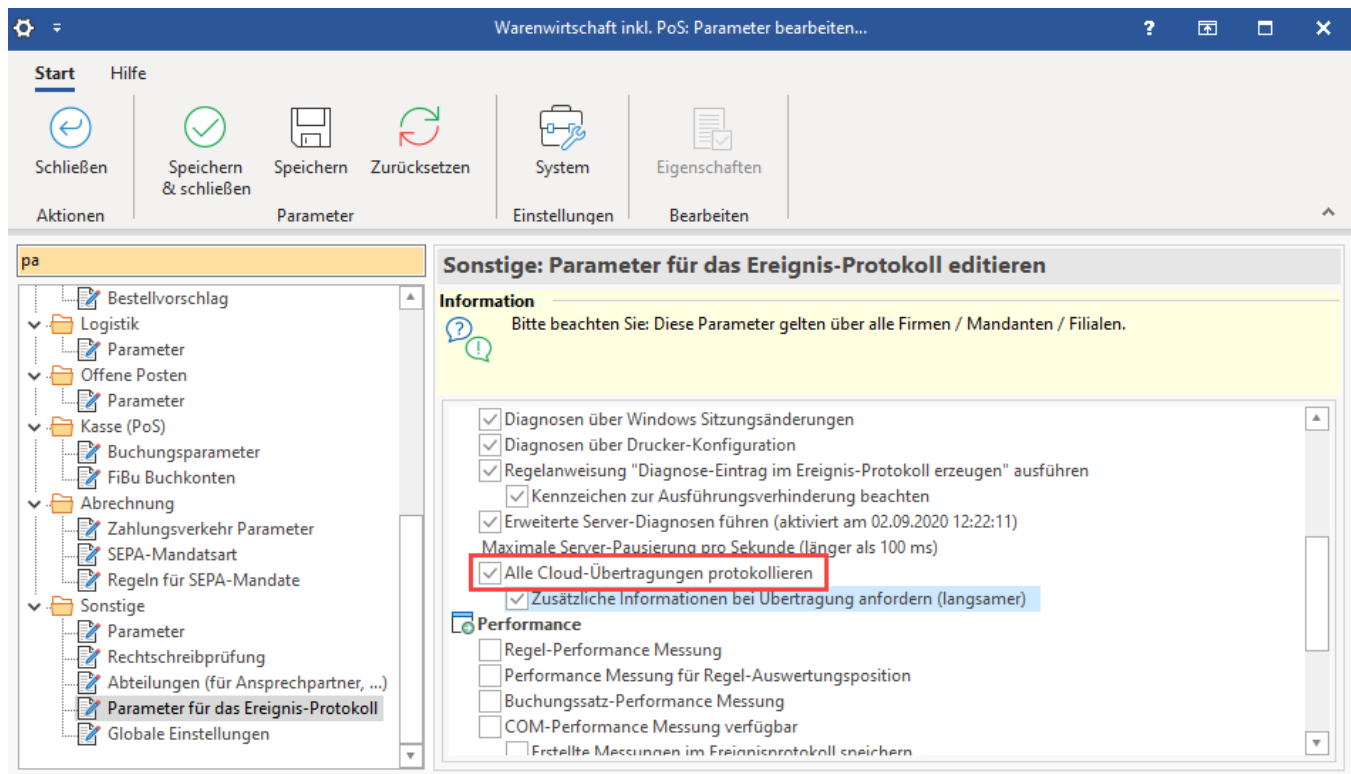 Warenwirtschaft inkl. PoS: Parameter bearbeiten...
Start Hilfe
Schließen
Speichern & schließen
Speichern
Zurücksetzen
System
Eigenschaften
Aktionen
Parameter
Einstellungen
Bearbeiten
pa
Bestellvorschlag
Logistik
Parameter
Offene Posten
Parameter
Kasse (PoS)
Buchungsparameter
FiBu Buchkonten
Abrechnung
Zahlungsverkehr Parameter
SEPA-Mandatsart
Regeln für SEPA-Mandate
Sonstige
Parameter
Rechtschreibprüfung
Abteilungen (für Ansprechpartner, ...)
Parameter für das Ereignis-Protokoll
Globale Einstellungen
Sonstige: Parameter für das Ereignis-Protokoll editieren
Information
Bitte beachten Sie: Diese Parameter gelten über alle Firmen / Mandanten / Filialen.
Diagnosen über Windows Sitzungsänderungen
Diagnosen über Drucker-Konfiguration
Regelanweisung "Diagnose-Eintrag im Ereignis-Protokoll erzeugen" ausführen
Kennzeichen zur Ausführungsverhinderung beachten
Erweiterte Server-Diagnosen führen (aktiviert am 02.09.2020 12:22:11)
Maximale Server-Pausierung pro Sekunde (länger als 100 ms)
Alle Cloud-Übertragungen protokollieren
Zusätzliche Informationen bei Übertragung anfordern (langsamer)
Performance
Regel-Performance Messung
Performance Messung für Regel-Auswertungsposition
Buchungssatz-Performance Messung
COM-Performance Messung verfügbar
Erstellte Messungen im Ereignisprotokoll speichern